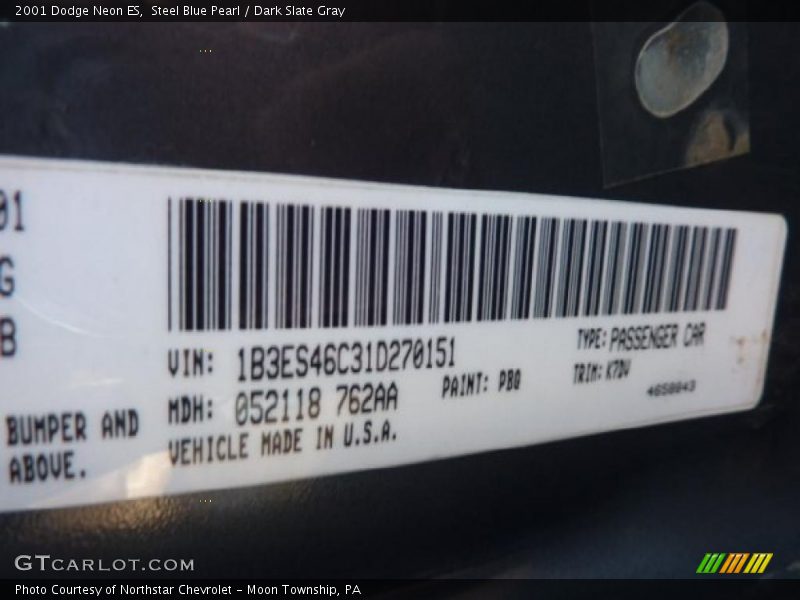 2001 Dodge Neon ES, Steel Blue Pearl / Dark Slate Gray
01
G
B
VIN: 1B3ES46C31D270151
TYPE: PASSENGER CAR
MDH: 052118 762AA
PAINT: PBQ
TRIM: K7DV
4658043
BUMPER AND
ABOVE.
VEHICLE MADE IN U.S.A.
GTCARLOT.COM
Photo Courtesy of Northstar Chevrolet - Moon Township, PA